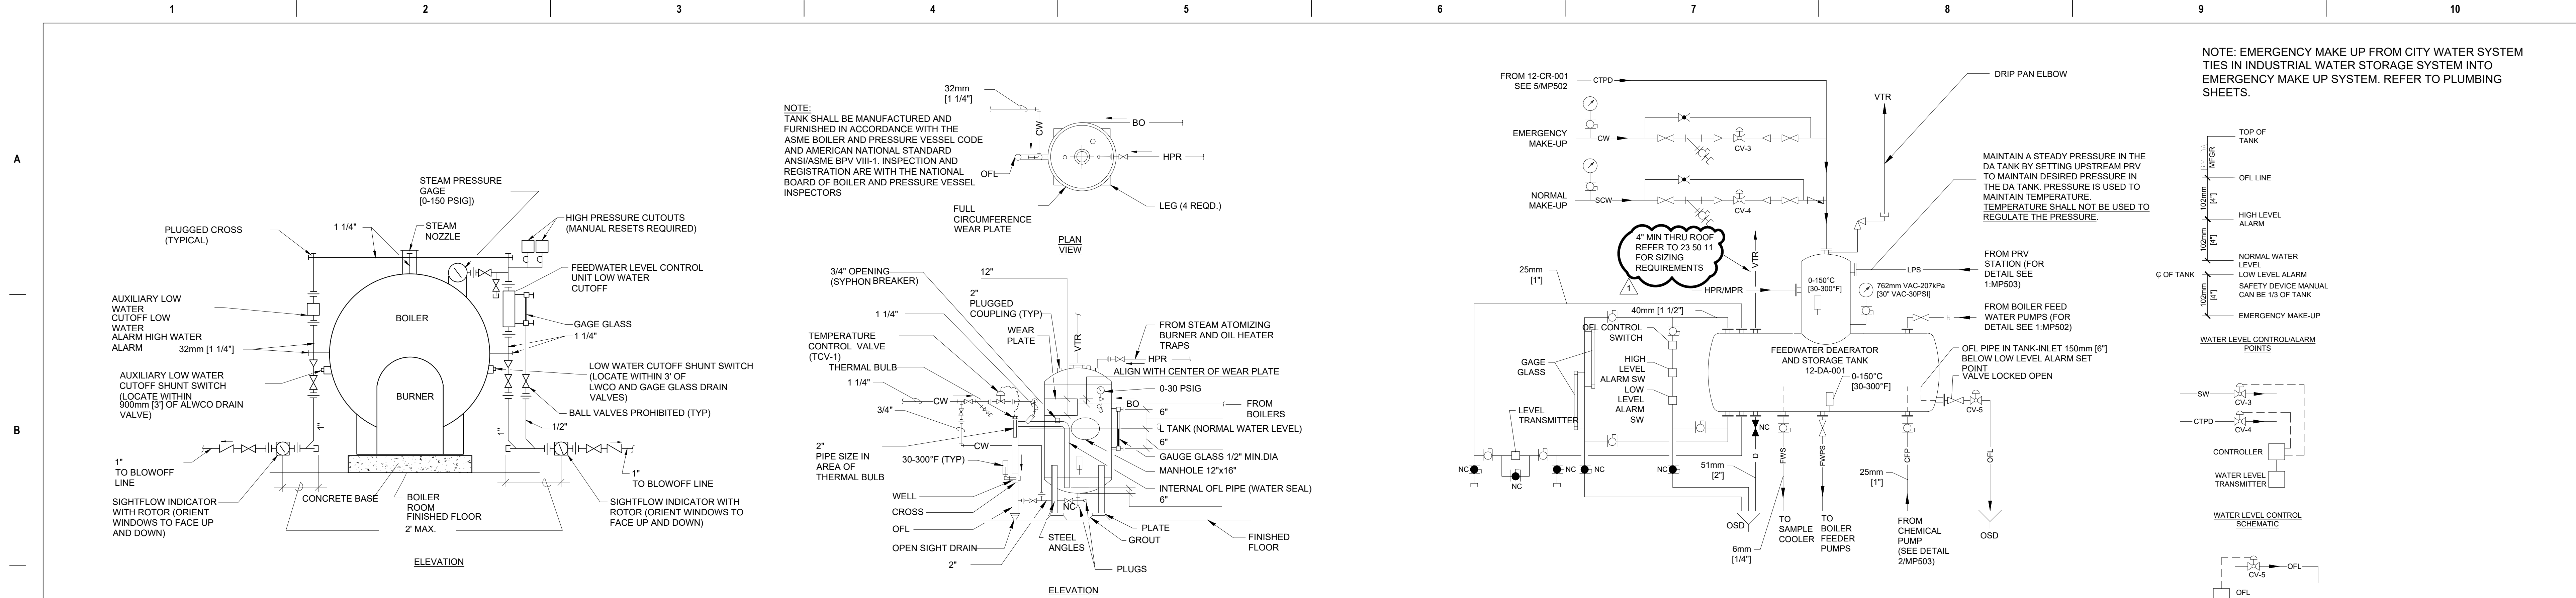 1
2
3
4
5
6
7
8
9
10
A
B
STEAM PRESSURE
GAGE
[0-150 PSIG])
PLUGGED CROSS
(TYPICAL)
1 1/4"
STEAM
NOZZLE
HIGH PRESSURE CUTOUTS
(MANUAL RESETS REQUIRED)
FEEDWATER LEVEL CONTROL
UNIT LOW WATER
CUTOFF
AUXILIARY LOW
WATER
CUTOFF LOW
WATER
ALARM HIGH WATER
ALARM
32mm [1 1/4"]
BOILER
GAGE GLASS
1 1/4"
AUXILIARY LOW WATER
CUTOFF SHUNT SWITCH
(LOCATE WITHIN
900mm [3'] OF ALWCO DRAIN
VALVE)
LOW WATER CUTOFF SHUNT SWITCH
(LOCATE WITHIN 3' OF
LWCO AND GAGE GLASS DRAIN
VALVES)
BURNER
BALL VALVES PROHIBITED (TYP)
1/2"
1"
1"
1"
TO BLOWOFF
LINE
1"
TO BLOWOFF LINE
SIGHTFLOW INDICATOR
WITH ROTOR (ORIENT
WINDOWS TO FACE UP
AND DOWN)
CONCRETE BASE
BOILER
ROOM
FINISHED FLOOR
2' MAX.
SIGHTFLOW INDICATOR WITH
ROTOR (ORIENT WINDOWS TO
FACE UP AND DOWN)
ELEVATION
NOTE:
TANK SHALL BE MANUFACTURED AND
FURNISHED IN ACCORDANCE WITH THE
ASME BOILER AND PRESSURE VESSEL CODE
AND AMERICAN NATIONAL STANDARD
ANSI/ASME BPV VIII-1. INSPECTION AND
REGISTRATION ARE WITH THE NATIONAL
BOARD OF BOILER AND PRESSURE VESSEL
INSPECTORS
32mm
[1 1/4"]
CW
BO
HPR
OFL
FULL
CIRCUMFERENCE
WEAR PLATE
LEG (4 REQD.)
PLAN
VIEW
3/4" OPENING
(SYPHON BREAKER)
12"
2"
PLUGGED
COUPLING (TYP)
1 1/4"
WEAR
PLATE
VTR
FROM STEAM ATOMIZING
BURNER AND OIL HEATER
TRAPS
TEMPERATURE
CONTROL VALVE
(TCV-1)
THERMAL BULB
HPR
ALIGN WITH CENTER OF WEAR PLATE
1 1/4"
0-30 PSIG
CW
BO
FROM
BOILERS
3/4"
6"
L TANK (NORMAL WATER LEVEL)
6"
CW
2"
PIPE SIZE IN
AREA OF
THERMAL BULB
30-300°F (TYP)
GAUGE GLASS 1/2" MIN.DIA
MANHOLE 12"x16"
INTERNAL OFL PIPE (WATER SEAL)
6"
WELL
CROSS
NC
OFL
PLATE
GROUT
OPEN SIGHT DRAIN
STEEL
ANGLES
FINISHED
FLOOR
2"
PLUGS
ELEVATION
FROM 12-CR-001
SEE 5/MP502
CTPD
DRIP PAN ELBOW
VTR
EMERGENCY
MAKE-UP
CW
CV-3
NORMAL
MAKE-UP
SCW
CV-4
MAINTAIN A STEADY PRESSURE IN THE
DA TANK BY SETTING UPSTREAM PRV
TO MAINTAIN DESIRED PRESSURE IN
THE DA TANK. PRESSURE IS USED TO
MAINTAIN TEMPERATURE.
TEMPERATURE SHALL NOT BE USED TO
REGULATE THE PRESSURE.
4" MIN THRU ROOF
REFER TO 23 50 11
FOR SIZING
REQUIREMENTS
1
VTR
HPR/MPR
25mm
[1"]
0-150°C
[30-300°F]
LPS
FROM PRV
STATION (FOR
DETAIL SEE
1:MP503)
762mm VAC-207kPa
[30" VAC-30PSI]
FROM BOILER FEED
WATER PUMPS (FOR
DETAIL SEE 1:MP502)
40mm [1 1/2"]
OFL CONTROL
SWITCH
GAGE
GLASS
HIGH
LEVEL
ALARM SW
LOW
LEVEL
ALARM
SW
FEEDWATER DEAERATOR
AND STORAGE TANK
12-DA-001
0-150°C
[30-300°F]
OFL PIPE IN TANK-INLET 150mm [6"]
BELOW LOW LEVEL ALARM SET
POINT
VALVE LOCKED OPEN
CV-5
LEVEL
TRANSMITTER
NC
NC
NC
NC
NC
NC
51mm
[2"]
D
FWS
FWPS
CFP
OFL
25mm
[1"]
OSD
TO
SAMPLE
COOLER
TO
BOILER
FEEDER
PUMPS
FROM
CHEMICAL
PUMP
(SEE DETAIL
2/MP503)
OSD
6mm
[1/4"]
NOTE: EMERGENCY MAKE UP FROM CITY WATER SYSTEM
TIES IN INDUSTRIAL WATER STORAGE SYSTEM INTO
EMERGENCY MAKE UP SYSTEM. REFER TO PLUMBING
SHEETS.
TOP OF
TANK
BY DA
MFGR
OFL LINE
102mm
[4"]
HIGH LEVEL
ALARM
102mm
[4"]
NORMAL WATER
LEVEL
C OF TANK
LOW LEVEL ALARM
SAFETY DEVICE MANUAL
CAN BE 1/3 OF TANK
102mm
[4"]
EMERGENCY MAKE-UP
WATER LEVEL CONTROL/ALARM
POINTS
SW
CV-3
CTPD
CV-4
CONTROLLER
WATER LEVEL
TRANSMITTER
WATER LEVEL CONTROL
SCHEMATIC
CV-5
OFL
OFL